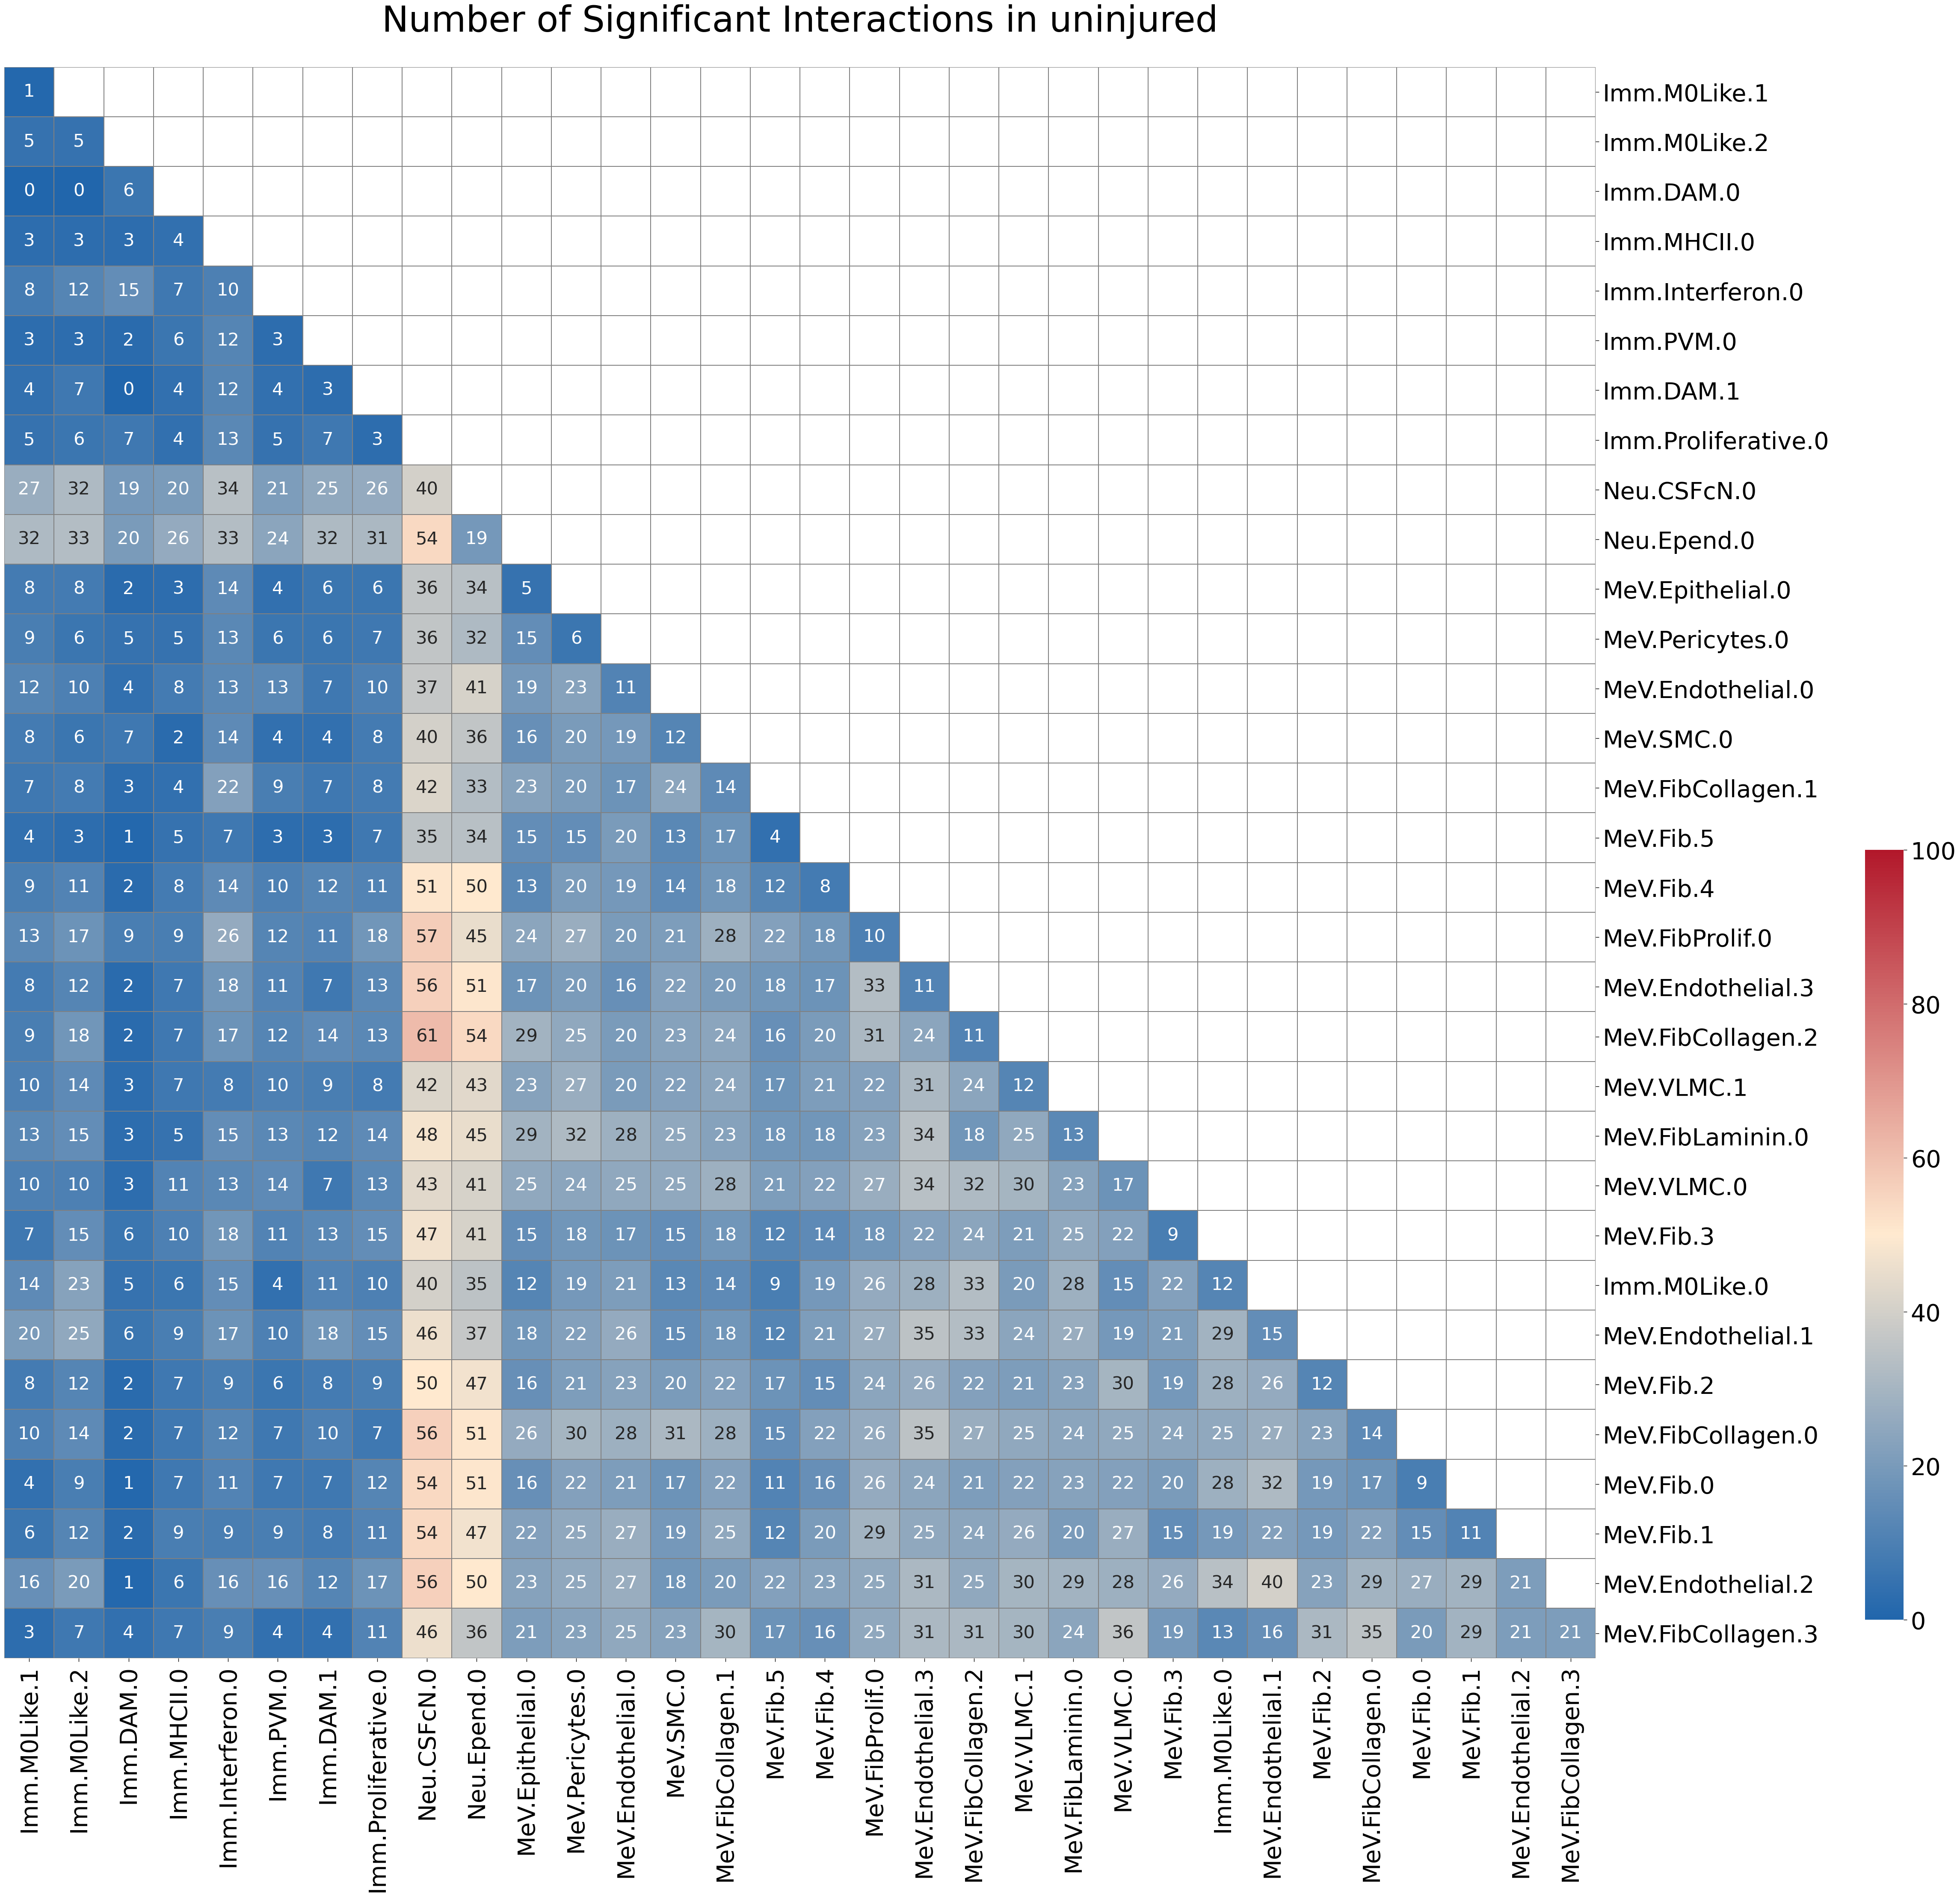 Number of Significant Interactions in uninjured
1 Imm.M0Like.1
5 5 Imm.M0Like.2
0 0 6 Imm.DAM.0
3 3 3 4 Imm.MHCII.0
8 12 15 7 10 Imm.Interferon.0
3 3 2 6 12 3 Imm.PVM.0
4 7 0 4 12 4 3 Imm.DAM.1
5 6 7 4 13 5 7 3 Imm.Proliferative.0
27 32 19 20 34 21 25 26 40 Neu.CSFcN.0
32 33 20 26 33 24 32 31 54 19 Neu.Epend.0
8 8 2 3 14 4 6 6 36 34 5 MeV.Epithelial.0
9 6 5 5 13 6 6 7 36 32 15 6 MeV.Pericytes.0
12 10 4 8 13 13 7 10 37 41 19 23 11 MeV.Endothelial.0
8 6 7 2 14 4 4 8 40 36 16 20 19 12 MeV.SMC.0
7 8 3 4 22 9 7 8 42 33 23 20 17 24 14 MeV.FibCollagen.1
4 3 1 5 7 3 3 7 35 34 15 15 20 13 17 4 MeV.Fib.5
9 11 2 8 14 10 12 11 51 50 13 20 19 14 18 12 8 MeV.Fib.4
13 17 9 9 26 12 11 18 57 45 24 27 20 21 28 22 18 10 MeV.FibProlif.0
8 12 2 7 18 11 7 13 56 51 17 20 16 22 20 18 17 33 11 MeV.Endothelial.3
9 18 2 7 17 12 14 13 61 54 29 25 20 23 24 16 20 31 24 11 MeV.FibCollagen.2
10 14 3 7 8 10 9 8 42 43 23 27 20 22 24 17 21 22 31 24 12 MeV.VLMC.1
13 15 3 5 15 13 12 14 48 45 29 32 28 25 23 18 18 23 34 18 25 13 MeV.FibLaminin.0
10 10 3 11 13 14 7 13 43 41 25 24 25 25 28 21 22 27 34 32 30 23 17 MeV.VLMC.0
7 15 6 10 18 11 13 15 47 41 15 18 17 15 18 12 14 18 22 24 21 25 22 9 MeV.Fib.3
14 23 5 6 15 4 11 10 40 35 12 19 21 13 14 9 19 26 28 33 20 28 15 22 12 Imm.M0Like.0
20 25 6 9 17 10 18 15 46 37 18 22 26 15 18 12 21 27 35 33 24 27 19 21 29 15 MeV.Endothelial.1
8 12 2 7 9 6 8 9 50 47 16 21 23 20 22 17 15 24 26 22 21 23 30 19 28 26 12 MeV.Fib.2
10 14 2 7 12 7 10 7 56 51 26 30 28 31 28 15 22 26 35 27 25 24 25 24 25 27 23 14 MeV.FibCollagen.0
4 9 1 7 11 7 7 12 54 51 16 22 21 17 22 11 16 26 24 21 22 23 22 20 28 32 19 17 9 MeV.Fib.0
6 12 2 9 9 9 8 11 54 47 22 25 27 19 25 12 20 29 25 24 26 20 27 15 19 22 19 22 15 11 MeV.Fib.1
16 20 1 6 16 16 12 17 56 50 23 25 27 18 20 22 23 25 31 25 30 29 28 26 34 40 23 29 27 29 21 MeV.Endothelial.2
3 7 4 7 9 4 4 11 46 36 21 23 25 23 30 17 16 25 31 31 30 24 36 19 13 16 31 35 20 29 21 21 MeV.FibCollagen.3
Imm.M0Like.1
Imm.M0Like.2
Imm.DAM.0
Imm.MHCII.0
Imm.Interferon.0
Imm.PVM.0
Imm.DAM.1
Imm.Proliferative.0
Neu.CSFcN.0
Neu.Epend.0
MeV.Epithelial.0
MeV.Pericytes.0
MeV.Endothelial.0
MeV.SMC.0
MeV.FibCollagen.1
MeV.Fib.5
MeV.Fib.4
MeV.FibProlif.0
MeV.Endothelial.3
MeV.FibCollagen.2
MeV.VLMC.1
MeV.FibLaminin.0
MeV.VLMC.0
MeV.Fib.3
Imm.M0Like.0
MeV.Endothelial.1
MeV.Fib.2
MeV.FibCollagen.0
MeV.Fib.0
MeV.Fib.1
MeV.Endothelial.2
MeV.FibCollagen.3
100
80
60
40
20
0